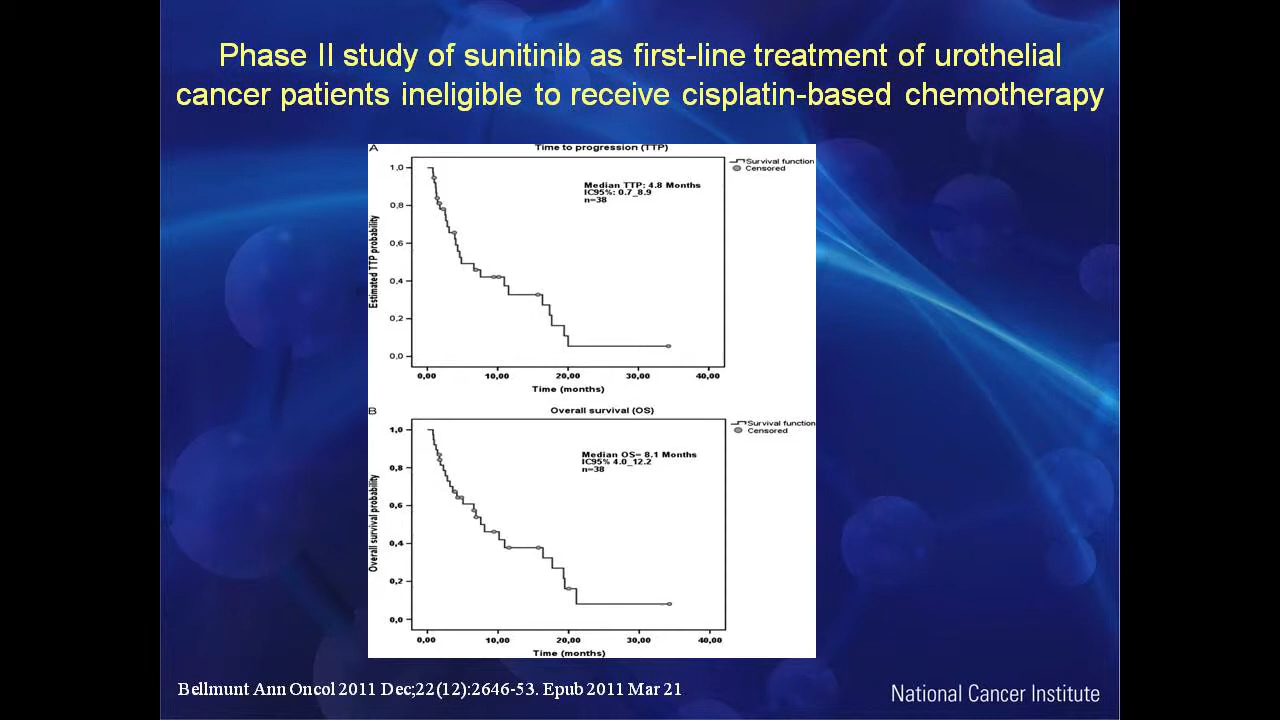 Phase II study of sunitinib as first-line treatment of urothelial
cancer patients ineligible to receive cisplatin-based chemotherapy
A
Time to progression (TTP)
Survival function
Censored
Median TTP: 4.8 Months
IC95%: 0.7_8.9
n=38
Estimated TTP probability
1,0
0,8
0,6
0,4
0,2
0,0
0,00 10,00 20,00 30,00 40,00
Time (months)
B
Overall survival (OS)
Survival function
Censored
Median OS= 8.1 Months
IC95% 4.0_12.2
n=38
Overall survival probability
1,0
0,8
0,6
0,4
0,2
0,0
0,00 10,00 20,00 30,00 40,00
Time (months)
Bellmunt Ann Oncol 2011 Dec;22(12):2646-53. Epub 2011 Mar 21
National Cancer Institute